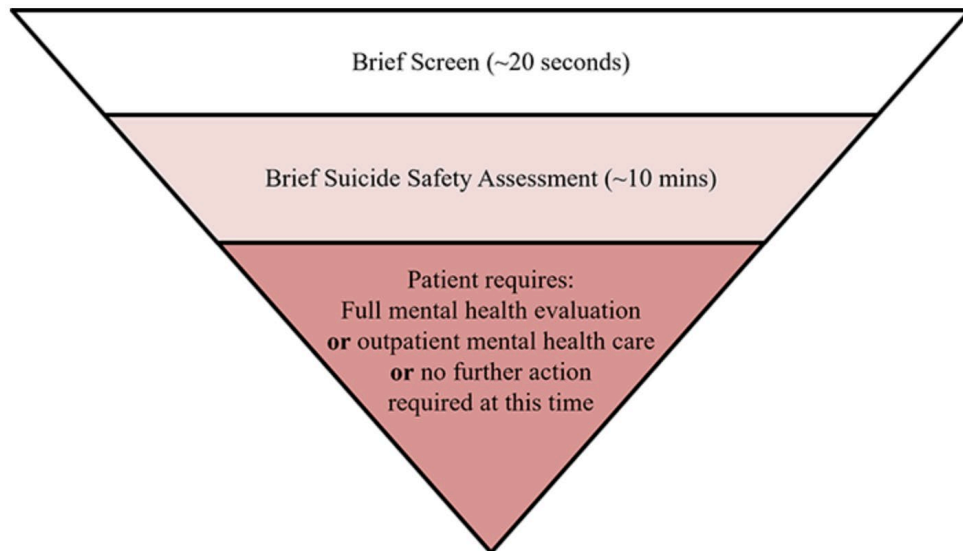 Brief Screen (~20 seconds)
Brief Suicide Safety Assessment (~10 mins)
Patient requires:
Full mental health evaluation
or outpatient mental health care
or no further action
required at this time